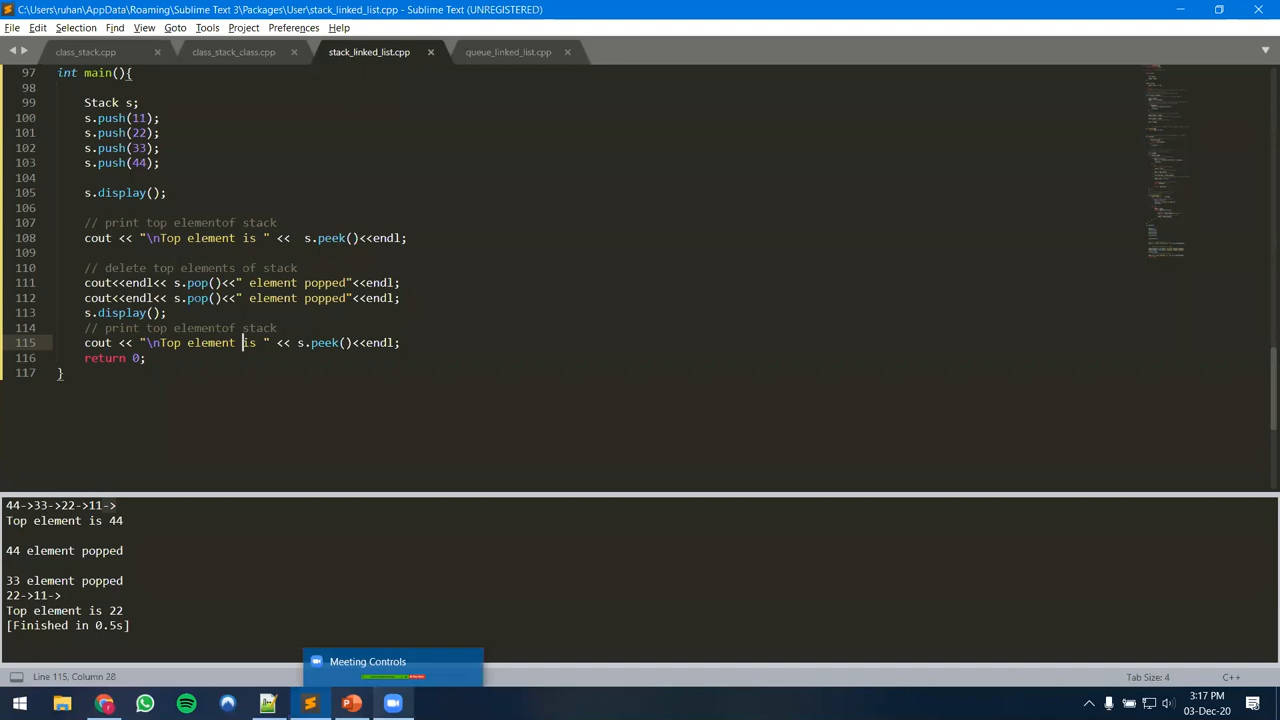 C:\Users\ruhan\AppData\Roaming\Sublime Text 3\Packages\User\stack_linked_list.cpp - Sublime Text (UNREGISTERED)
File Edit Selection Find View Goto Tools Project Preferences Help
class_stack.cpp class_stack_class.cpp stack_linked_list.cpp queue_linked_list.cpp
97 int main(){
98
99 Stack s;
100 s.push(11);
101 s.push(22);
102 s.push(33);
103 s.push(44);
104
105 s.display();
106
107 // print top elementof stack
108 cout << "\nTop element is " <<  s.peek()<<endl;
109
110 // delete top elements of stack
111 cout<<endl<< s.pop()<<" element popped"<<endl;
112 cout<<endl<< s.pop()<<" element popped"<<endl;
113 s.display();
114 // print top elementof stack
115 cout << "\nTop element is " << s.peek()<<endl;
116 return 0;
117 }
44->33->22->11->
Top element is 44
44 element popped
33 element popped
22->11->
Top element is 22
[Finished in 0.5s]
Meeting Controls
Line 115, Column 28 Tab Size: 4 C++
3:17 PM
03-Dec-20